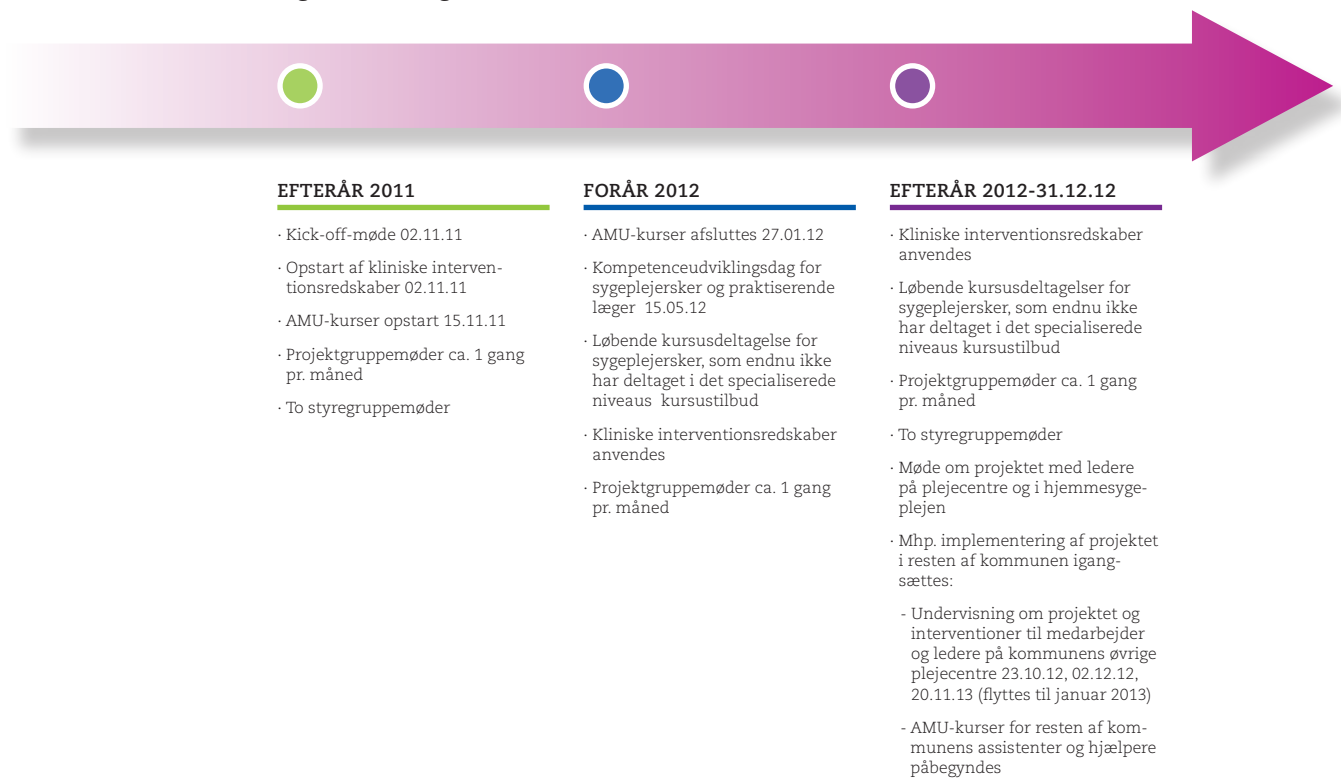 EFTERÅR 2011
· Kick-off-møde 02.11.11
· Opstart af kliniske interven-
tionsredskaber 02.11.11
· AMU-kurser opstart 15.11.11
· Projektgruppemøder ca. 1 gang
pr. måned
· To styregruppemøder
FORÅR 2012
· AMU-kurser afsluttes 27.01.12
· Kompetenceudviklingsdag for
sygeplejersker og praktiserende
læger 15.05.12
· Løbende kursusdeltagelse for
sygeplejersker, som endnu ikke
har deltaget i det specialiserede
niveaus kursustilbud
· Kliniske interventionsredskaber
anvendes
· Projektgruppemøder ca. 1 gang
pr. måned
EFTERÅR 2012-31.12.12
· Kliniske interventionsredskaber
anvendes
· Løbende kursusdeltagelser for
sygeplejersker, som endnu ikke
har deltaget i det specialiserede
niveaus kursustilbud
· Projektgruppemøder ca. 1 gang
pr. måned
· To styregruppemøder
· Møde om projektet med ledere
på plejecentre og i hjemmesyge-
plejen
· Mhp. implementering af projektet
i resten af kommunen igang-
sættes:
- Undervisning om projektet og
interventioner til medarbejder
og ledere på kommunens øvrige
plejecentre 23.10.12, 02.12.12,
20.11.13 (flyttes til januar 2013)
- AMU-kurser for resten af kom-
munens assistenter og hjælpere
påbegyndes